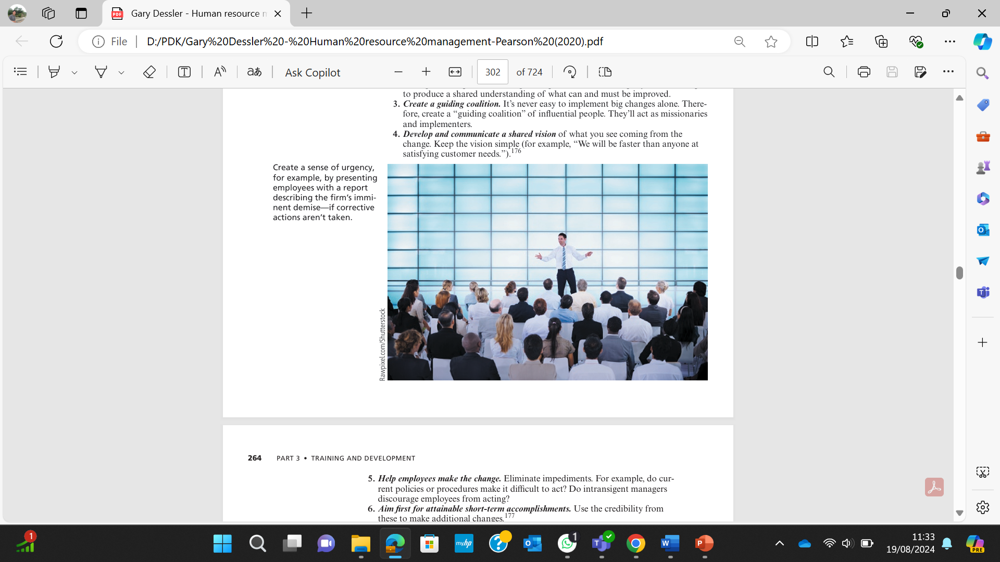 Gary Dessler - Human resource m
File
D:/PDK/Gary%20Dessler%20-%20Human%20resource%20management-Pearson%20(2020).pdf
Ask Copilot
302
of 724
to produce a shared understanding of what can and must be improved.
3. Create a guiding coalition. It's never easy to implement big changes alone. There-
fore, create a “guiding coalition” of influential people. They'll act as missionaries
and implementers.
4. Develop and communicate a shared vision of what you see coming from the
change. Keep the vision simple (for example, “We will be faster than anyone at
satisfying customer needs.”).176
Create a sense of urgency,
for example, by presenting
employees with a report
describing the firm's immi-
nent demise—if corrective
actions aren't taken.
Rawpixel.com/Shutterstock
264 PART 3 • TRAINING AND DEVELOPMENT
5. Help employees make the change. Eliminate impediments. For example, do cur-
rent policies or procedures make it difficult to act? Do intransigent managers
discourage employees from acting?
6. Aim first for attainable short-term accomplishments. Use the credibility from
these to make additional changes.177
1
myhp
1
11:33
19/08/2024
PRE